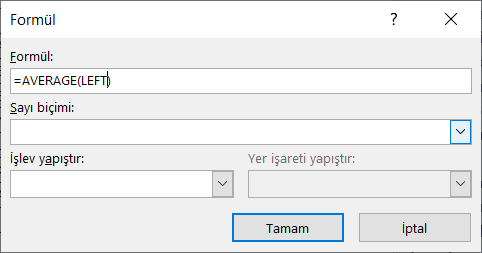 Formül
Formül:
=AVERAGE(LEFT)
Sayı biçimi:
İşlev yapıştır:
Yer işareti yapıştır:
Tamam
İptal